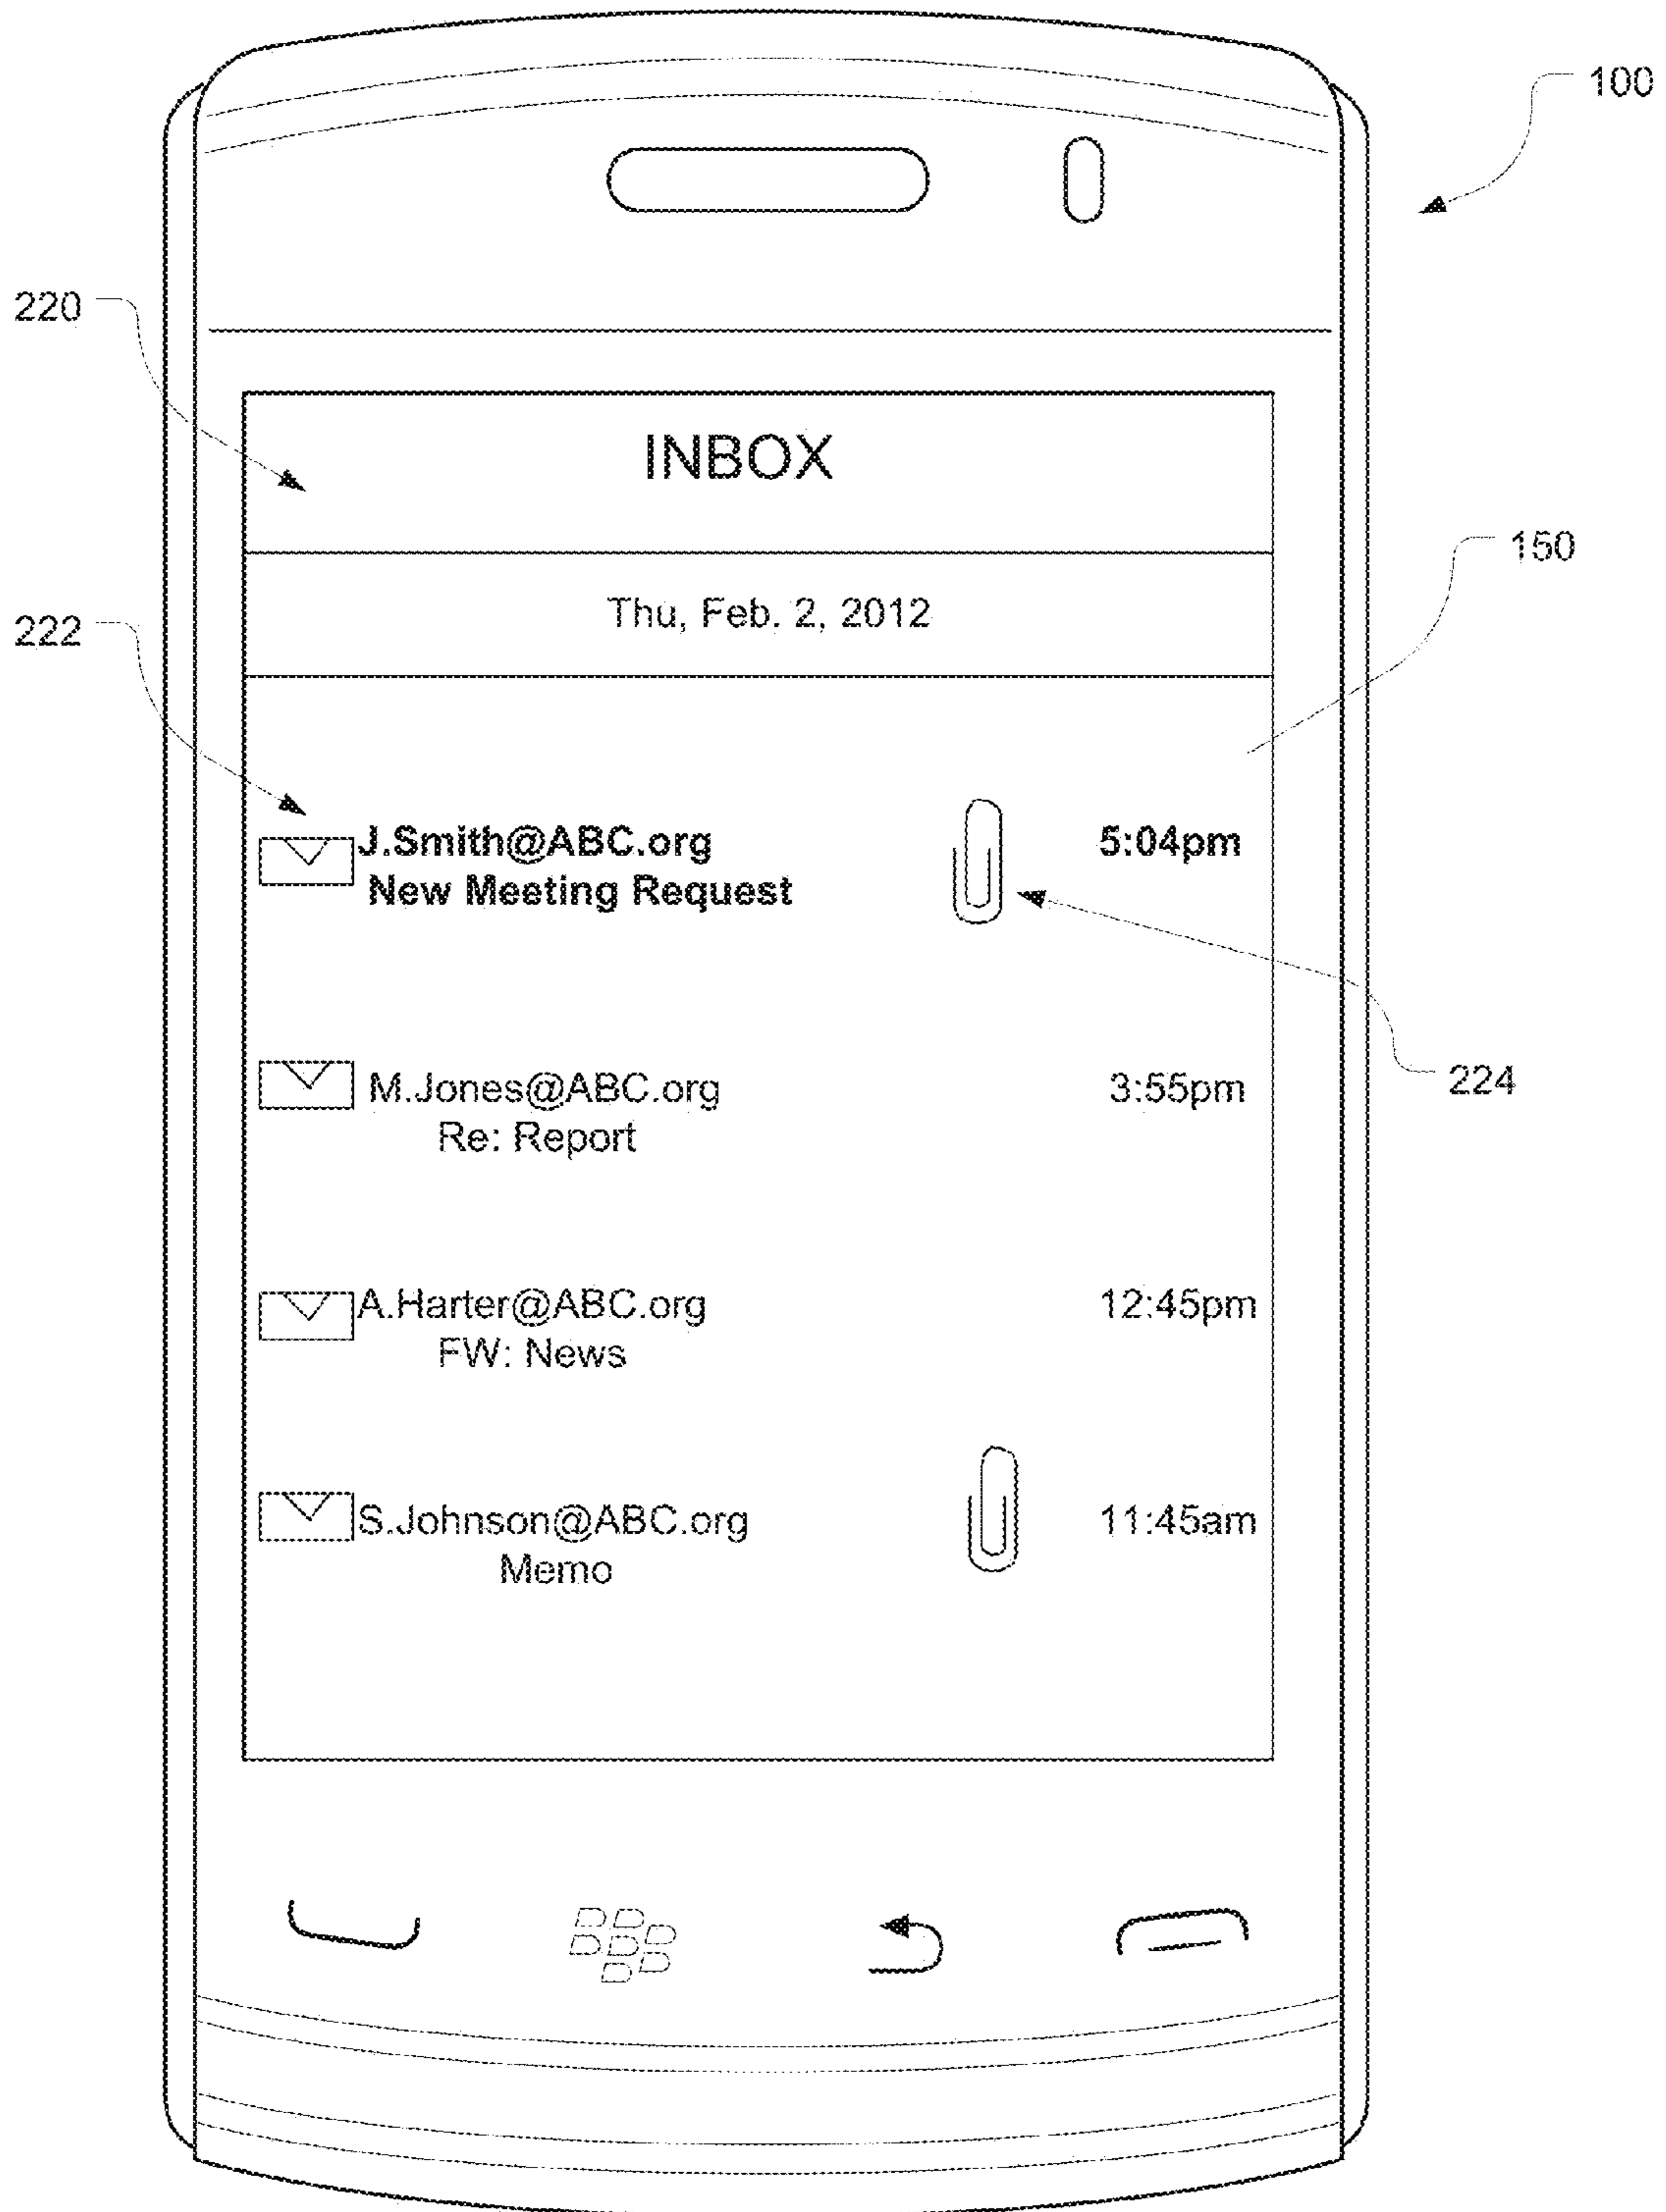 100
220
INBOX
150
Thu, Feb. 2, 2012
222
J.Smith@ABC.org 5:04pm
New Meeting Request
224
M.Jones@ABC.org 3:55pm
Re: Report
A.Harter@ABC.org 12:45pm
FW: News
S.Johnson@ABC.org 11:45am
Memo